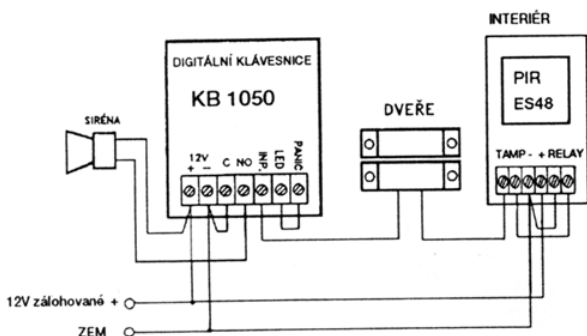 INTERIÉR
DIGITÁLNÍ KLÁVESNICE
KB 1050
SIRÉNA
12V
+ − C NO INP. LED PANIC
DVEŘE
PIR
ES48
TAMP - + RELAY
12V zálohované +
ZEM